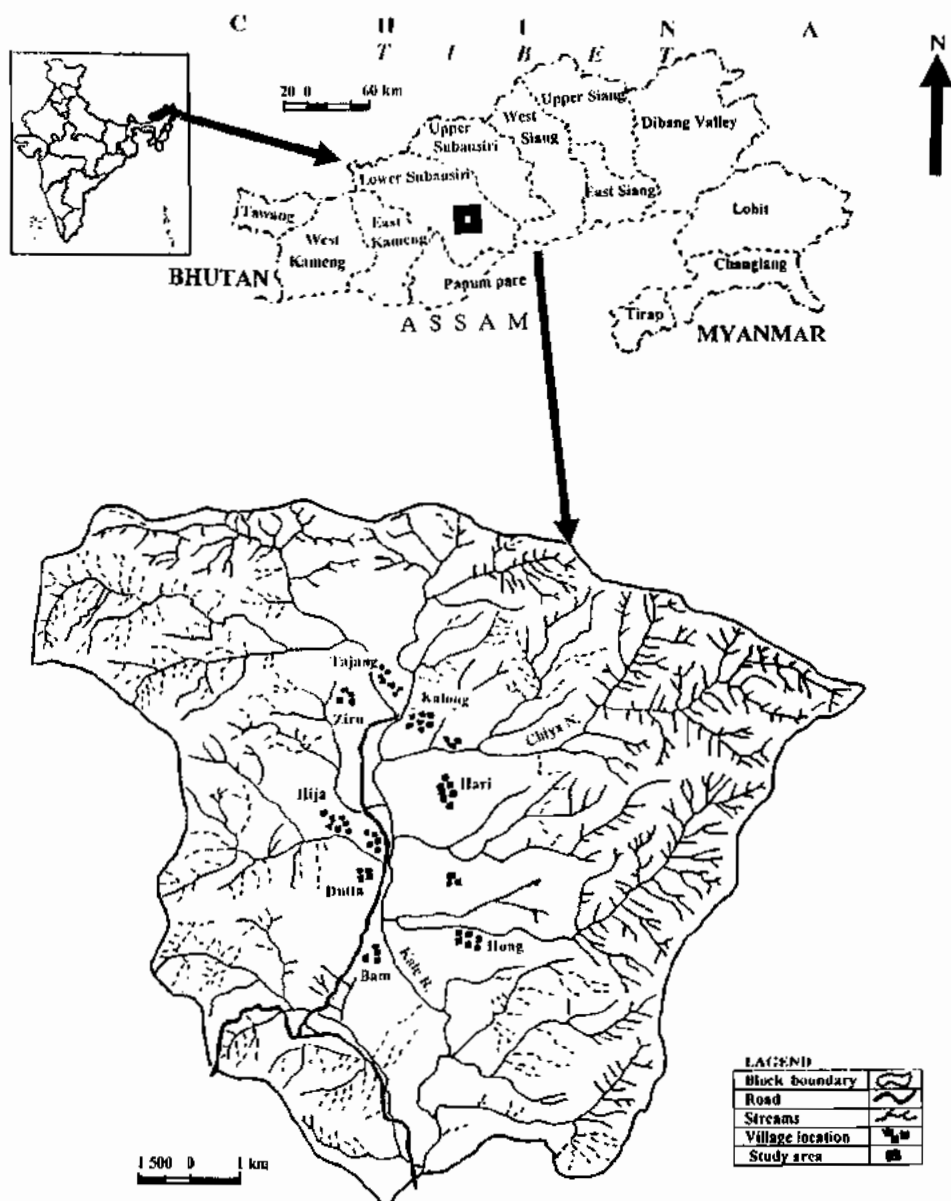 C H I N A
T I B E T
N
20 0 60 km
Upper Siang
West Siang
Dibang Valley
Upper Subansiri
Lower Subansiri
East Siang
Tawang
Lohit
East Kameng
West Kameng
Changlang
BHUTAN
Papum pare
Tirap
A S S A M
MYANMAR
Tajang
Kalong
Ziro
Chiya N.
Hari
Hija
Dutta
Hong
Kale R.
Bam
LAGEND
Block boundary
Road
Streams
Village location
Study area
1 500 0 1 km